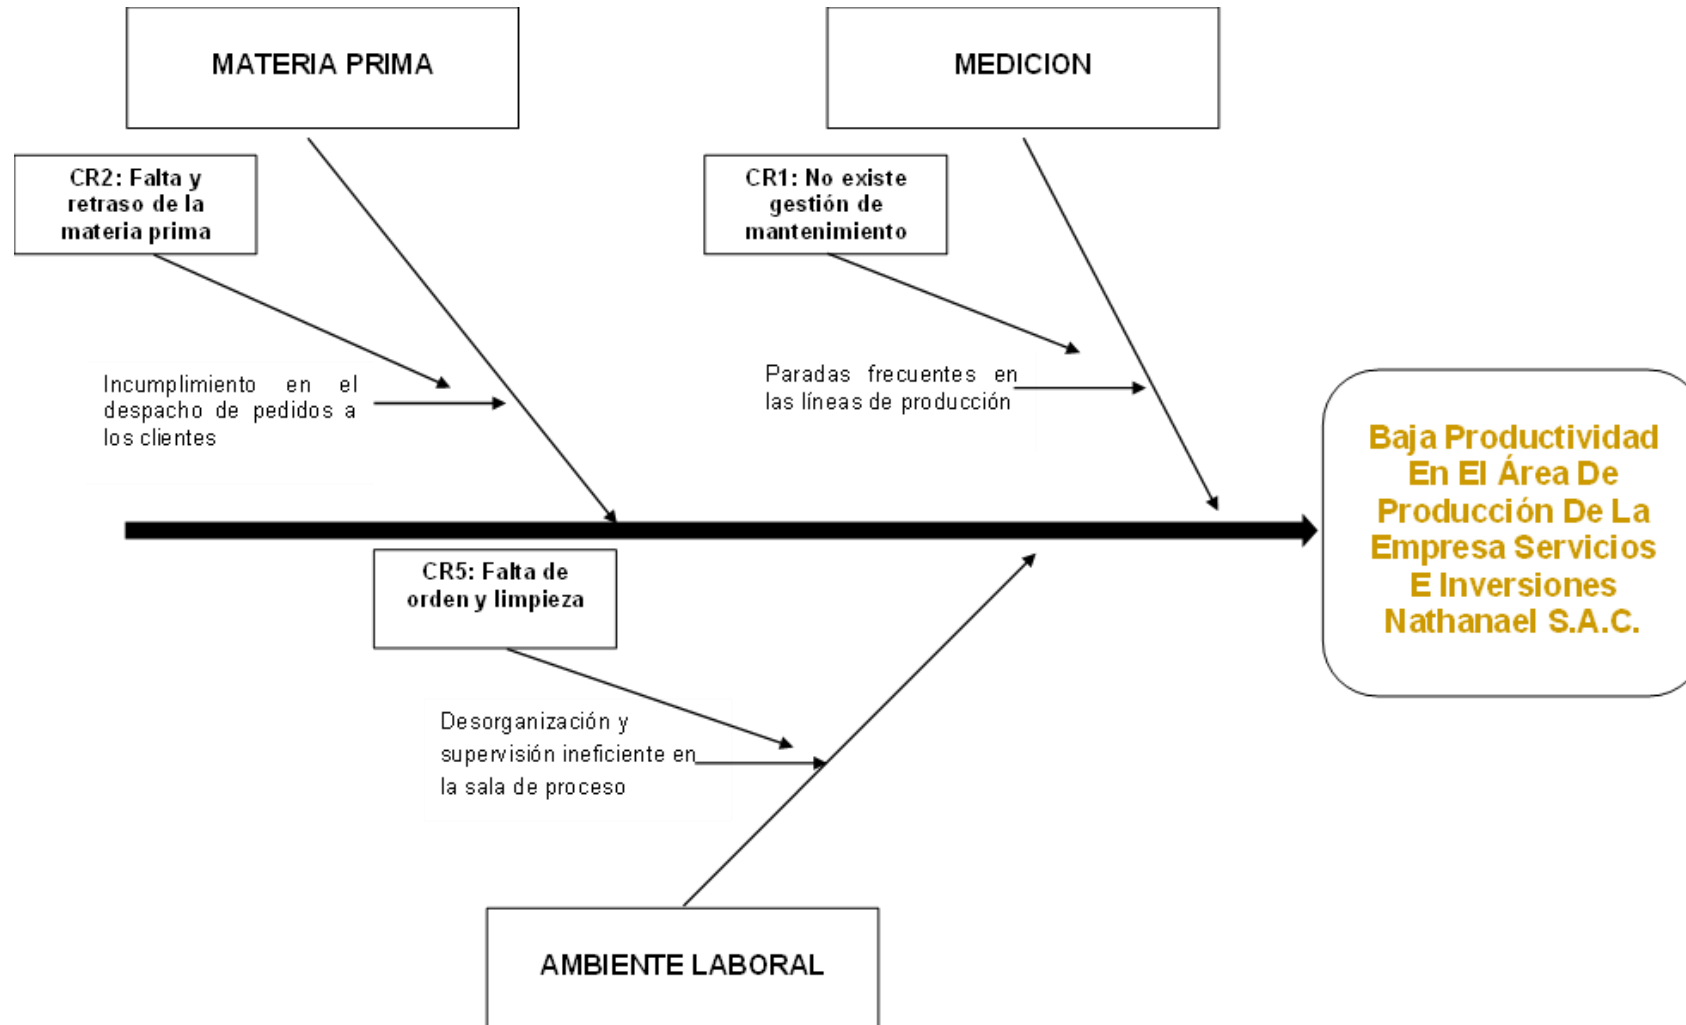 MATERIA PRIMA
MEDICION
CR2: Falta y
retraso de la
materia prima
CR1: No existe
gestión de
mantenimiento
Incumplimiento en el
despacho de pedidos a
los clientes
Paradas frecuentes en
las líneas de producción
Baja Productividad
En El Área De
Producción De La
Empresa Servicios
E Inversiones
Nathanael S.A.C.
CR5: Falta de
orden y limpieza
Desorganización y
supervisión ineficiente en
la sala de proceso
AMBIENTE LABORAL